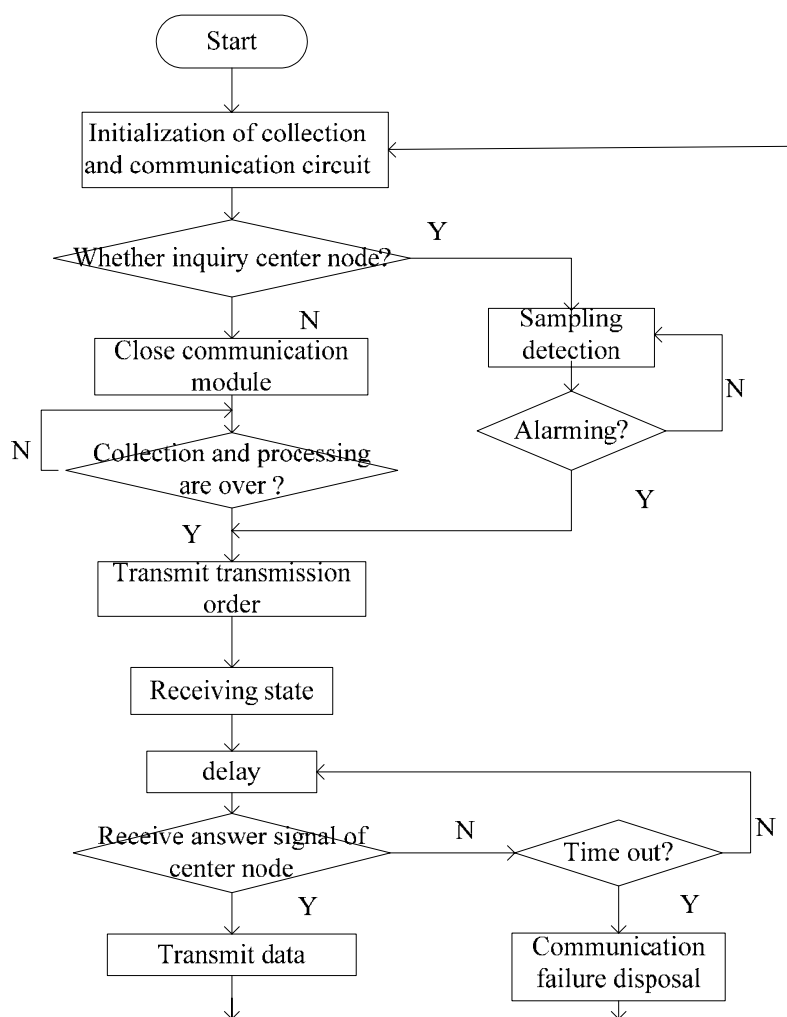 Start
Initialization of collection
and communication circuit
Whether inquiry center node?
Y
N
Sampling
detection
Close communication
module
N
Alarming?
N
Collection and processing
are over ?
Y
Y
Transmit transmission
order
Receiving state
delay
Receive answer signal of
center node
N
Time out?
N
Y
Y
Transmit data
Communication
failure disposal